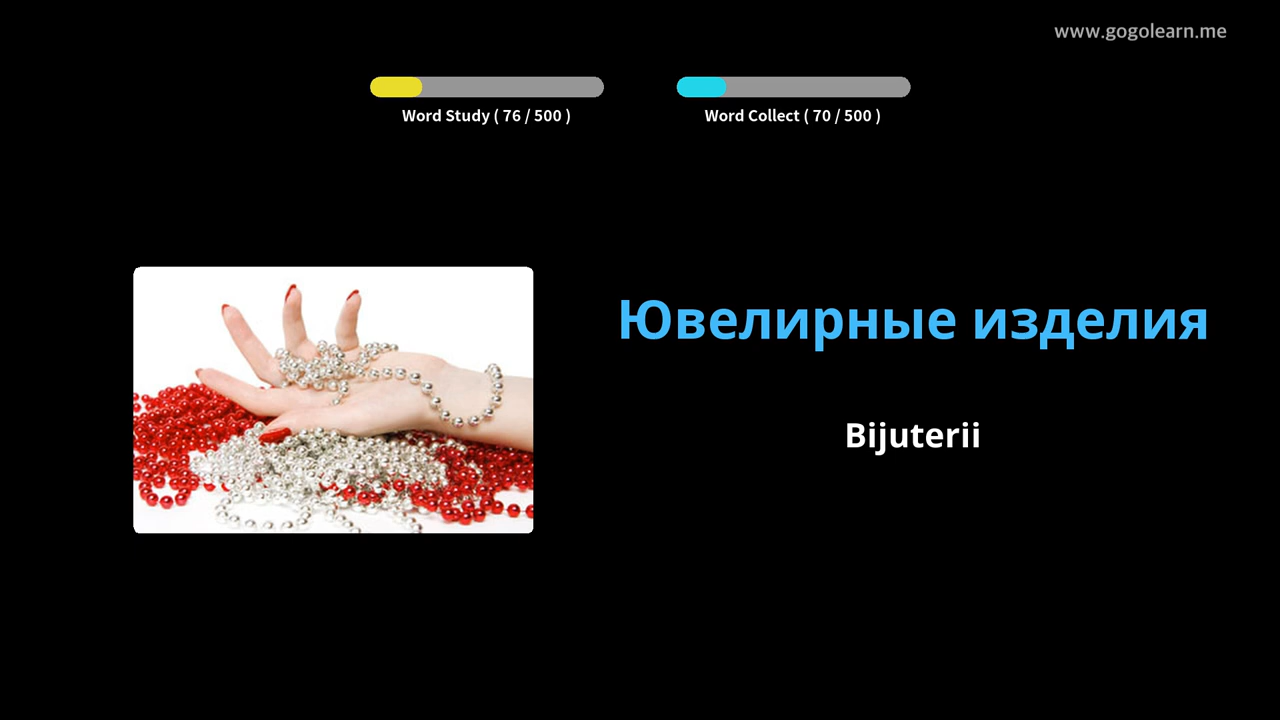 www.gogolearn.me
Word Study ( 76 / 500 )
Word Collect ( 70 / 500 )
Ювелирные изделия
Bijuterii